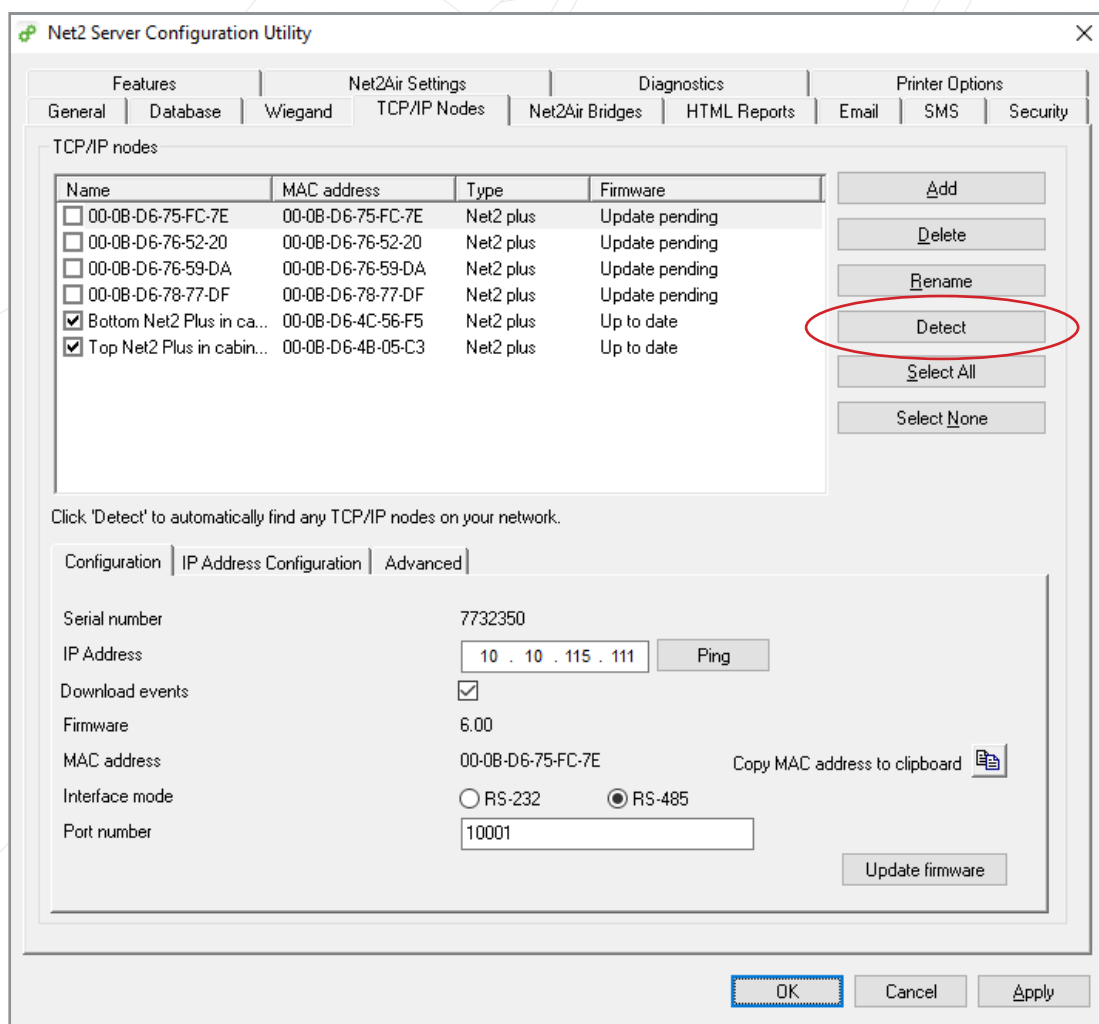 Net2 Server Configuration Utility
Features Net2Air Settings Diagnostics Printer Options
General Database Wiegand TCP/IP Nodes Net2Air Bridges HTML Reports Email SMS Security
TCP/IP nodes
Name MAC address Type Firmware
00-0B-D6-75-FC-7E 00-0B-D6-75-FC-7E Net2 plus Update pending
00-0B-D6-76-52-20 00-0B-D6-76-52-20 Net2 plus Update pending
00-0B-D6-76-59-DA 00-0B-D6-76-59-DA Net2 plus Update pending
00-0B-D6-78-77-DF 00-0B-D6-78-77-DF Net2 plus Update pending
Bottom Net2 Plus in ca... 00-0B-D6-4C-56-F5 Net2 plus Up to date
Top Net2 Plus in cabin... 00-0B-D6-4B-05-C3 Net2 plus Up to date
Add
Delete
Rename
Detect
Select All
Select None
Click 'Detect' to automatically find any TCP/IP nodes on your network.
Configuration IP Address Configuration Advanced
Serial number 7732350
IP Address 10 . 10 . 115 . 111 Ping
Download events
Firmware 6.00
MAC address 00-0B-D6-75-FC-7E Copy MAC address to clipboard
Interface mode RS-232 RS-485
Port number 10001
Update firmware
OK Cancel Apply